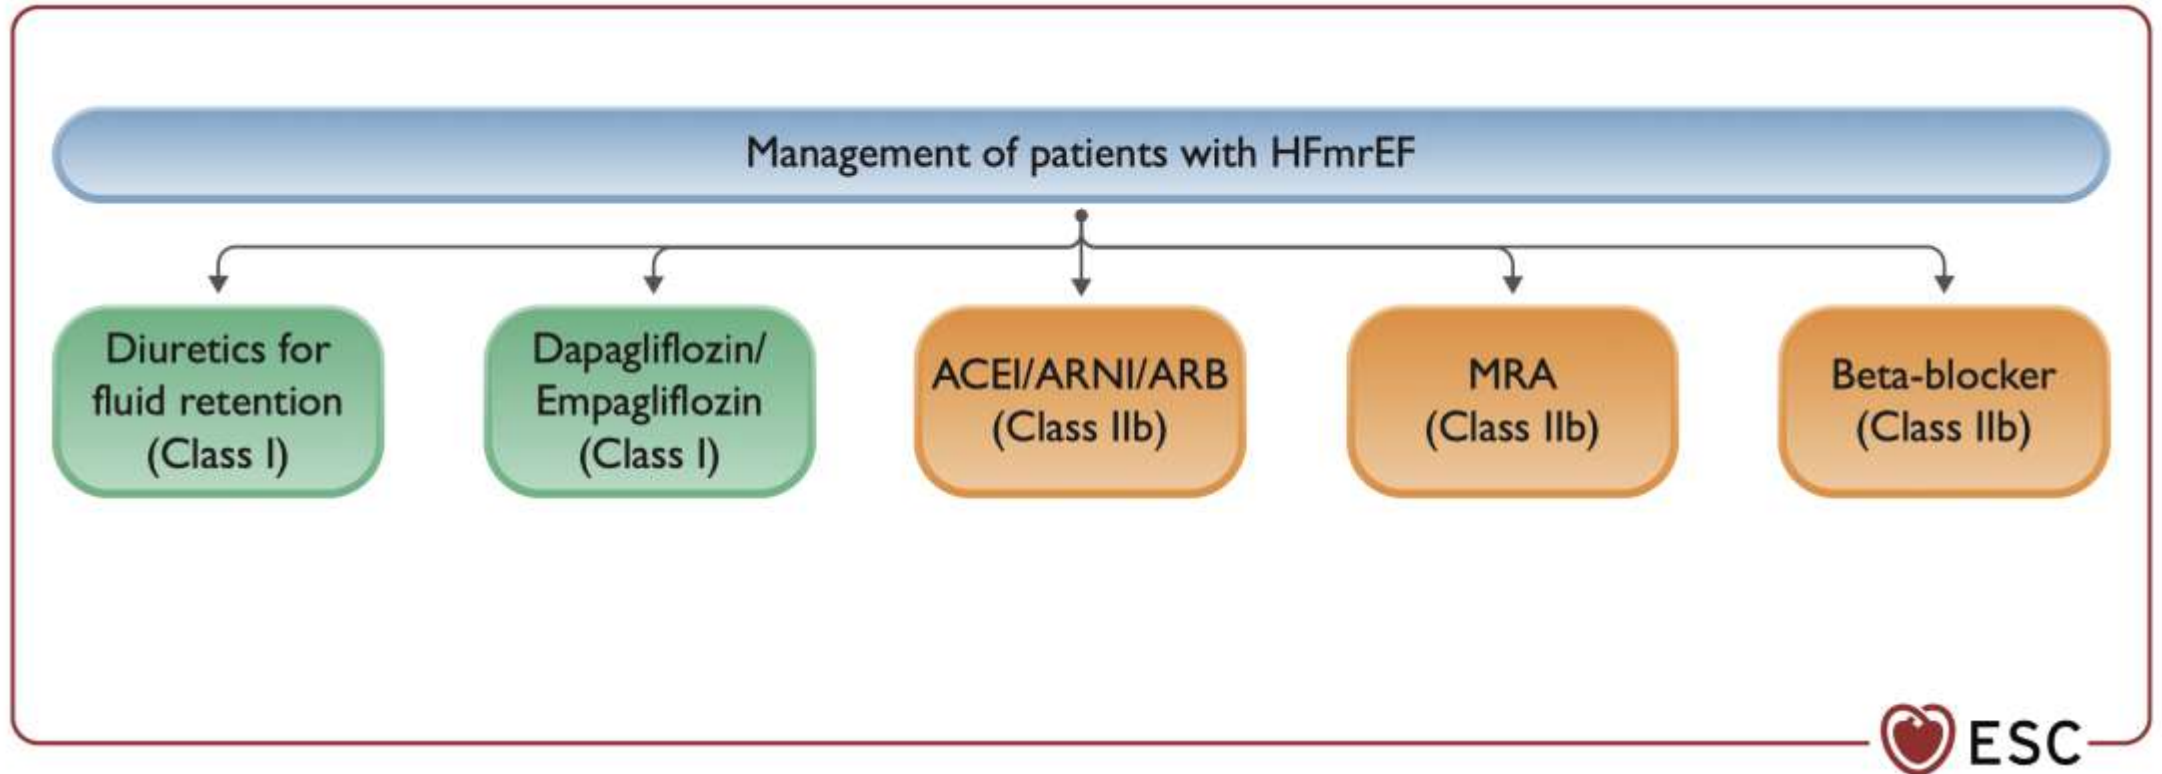 Management of patients with HFmrEF
Diuretics for
fluid retention
(Class I)
Dapagliflozin/
Empagliflozin
(Class I)
ACEI/ARNI/ARB
(Class IIb)
MRA
(Class IIb)
Beta-blocker
(Class IIb)
ESC